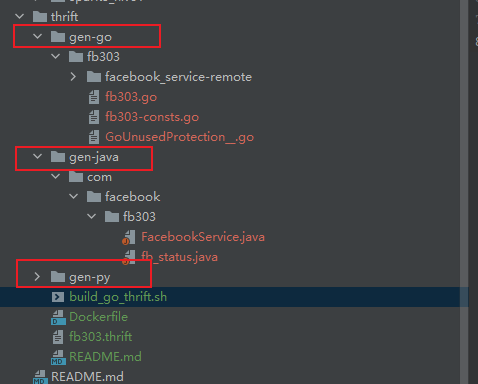 thrift
gen-go
fb303
facebook_service-remote
fb303.go
fb303-consts.go
GoUnusedProtection__.go
gen-java
com
facebook
fb303
FacebookService.java
fb_status.java
gen-py
build_go_thrift.sh
Dockerfile
fb303.thrift
README.md
README.md